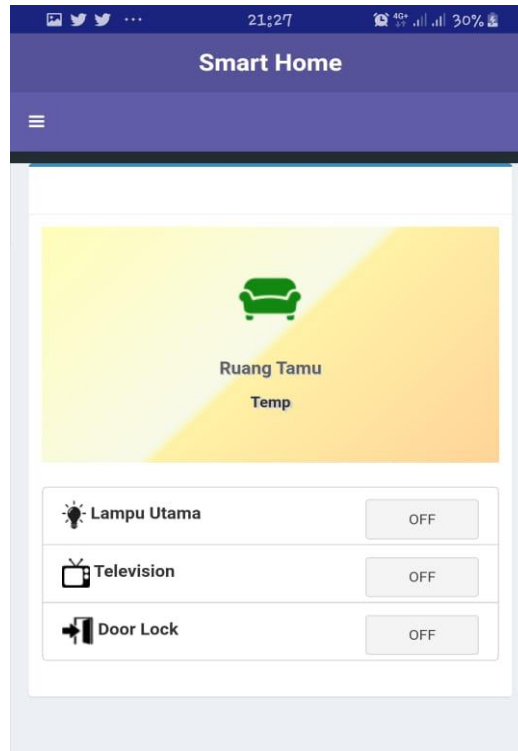 21:27 4G+ 30%
Smart Home
Ruang Tamu
Temp
Lampu Utama OFF
Television OFF
Door Lock OFF